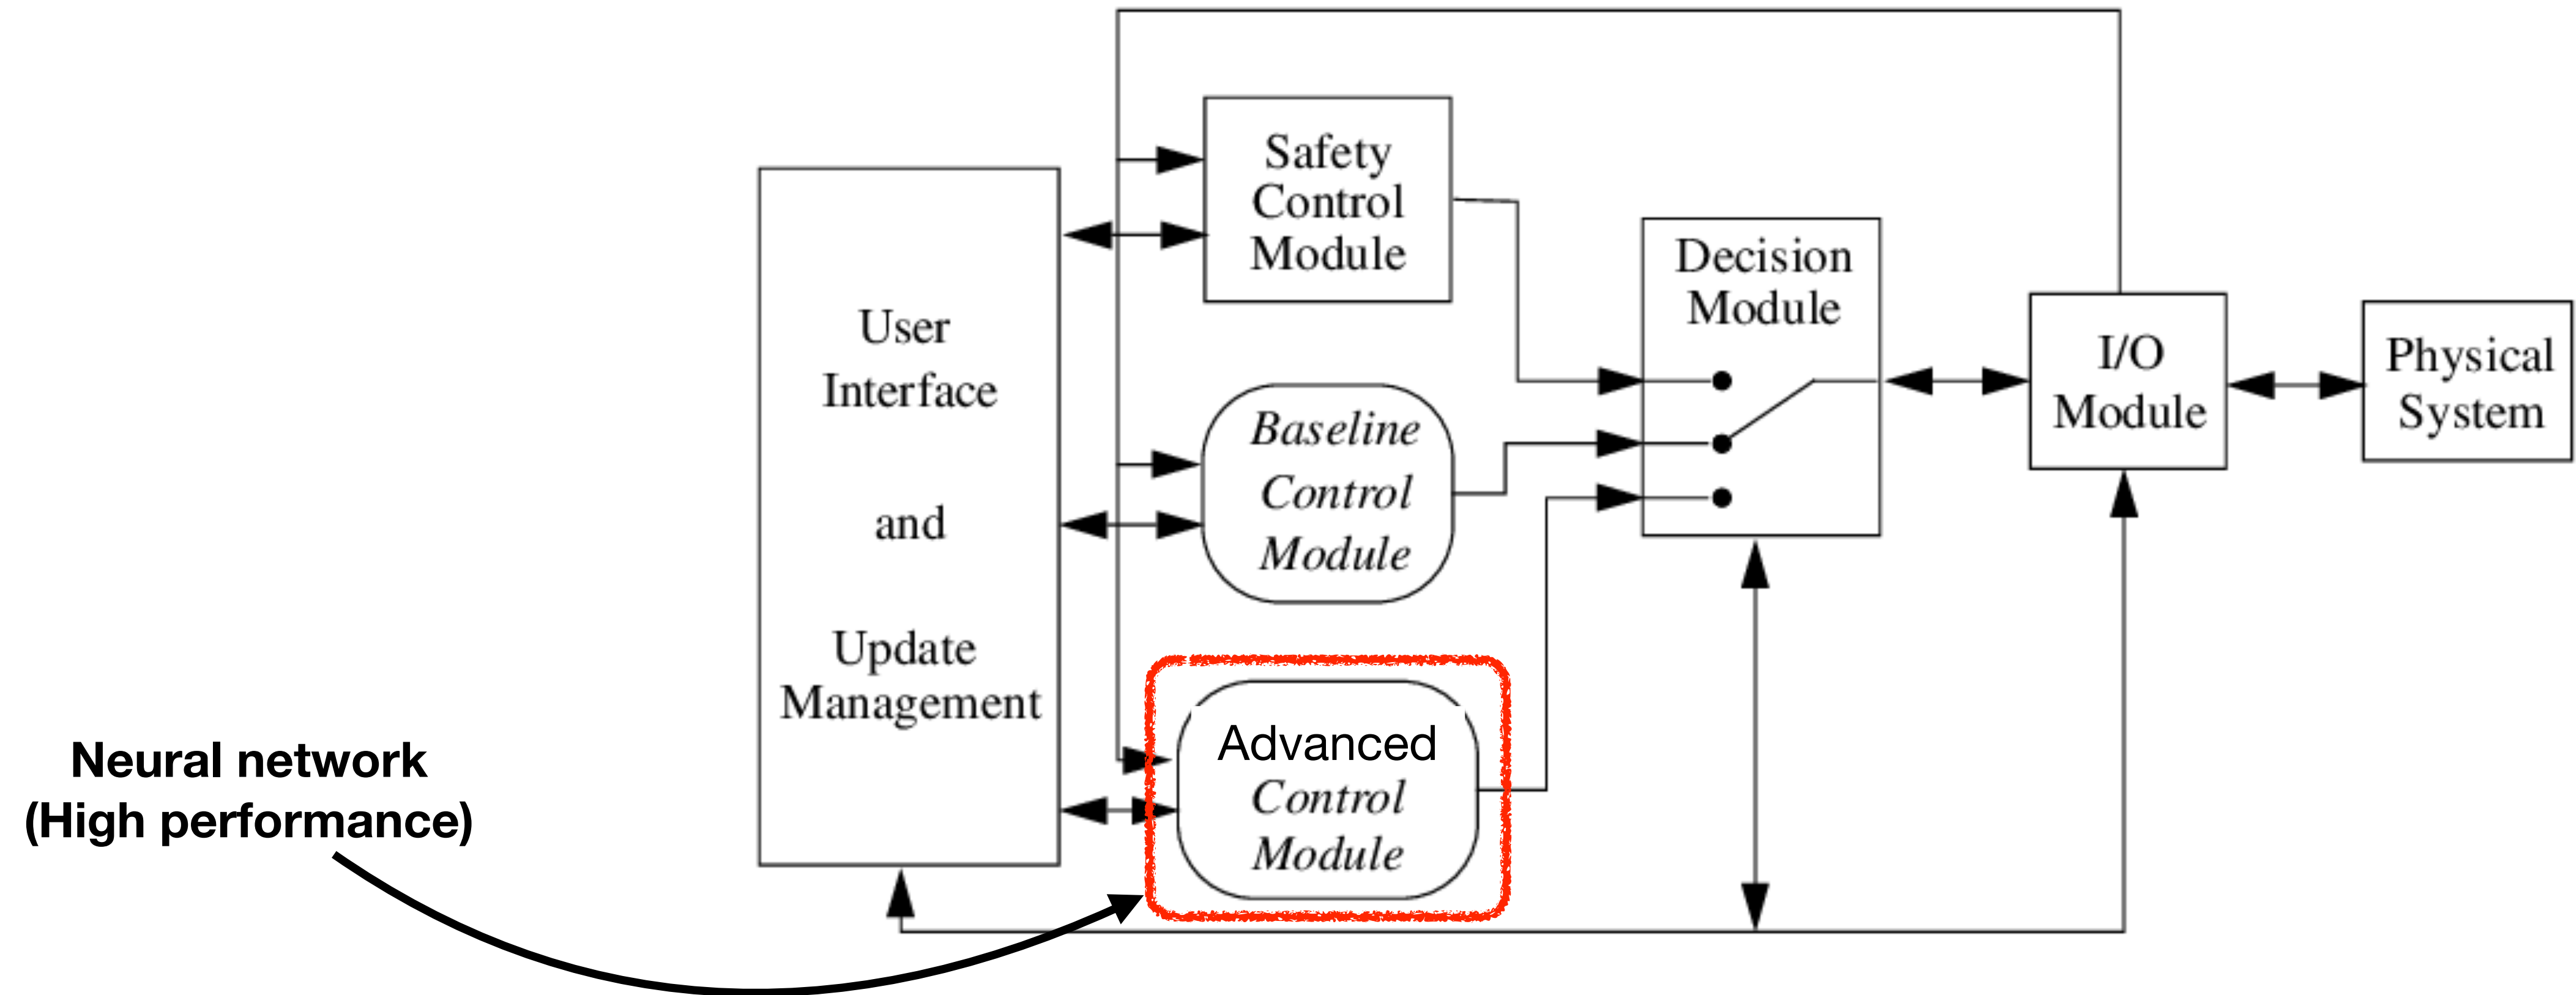 Safety
Control
Module
User
Interface
and
Update
Management
Decision
Module
I/O
Module
Physical
System
Baseline
Control
Module
Advanced
Control
Module
Neural network
(High performance)